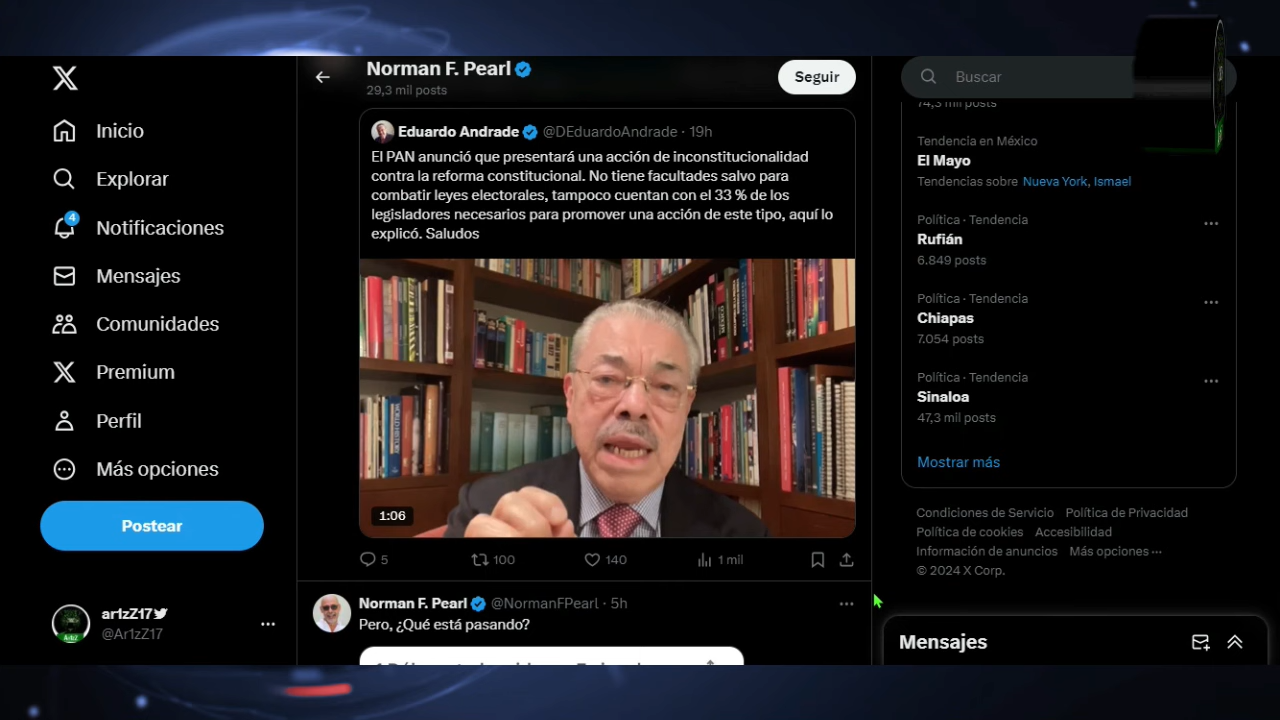 Inicio
Explorar
4
Notificaciones
Mensajes
Comunidades
Premium
Perfil
Más opciones
Postear
ar1zZ17
@Ar1zZ17
Norman F. Pearl
29,3 mil posts
Seguir
Eduardo Andrade @DEduardoAndrade · 19h
El PAN anunció que presentará una acción de inconstitucionalidad
contra la reforma constitucional. No tiene facultades salvo para
combatir leyes electorales, tampoco cuentan con el 33 % de los
legisladores necesarios para promover una acción de este tipo, aquí lo
explicó. Saludos
1:06
5 100 140 1 mil
Norman F. Pearl @NormanFPearl · 5h
Pero, ¿Qué está pasando?
Buscar
74,3 mil posts
Tendencia en México
El Mayo
Tendencias sobre Nueva York, Ismael
Política · Tendencia
Rufián
6.849 posts
Política · Tendencia
Chiapas
7.054 posts
Política · Tendencia
Sinaloa
47,3 mil posts
Mostrar más
Condiciones de Servicio Política de Privacidad
Política de cookies Accesibilidad
Información de anuncios Más opciones ···
© 2024 X Corp.
Mensajes